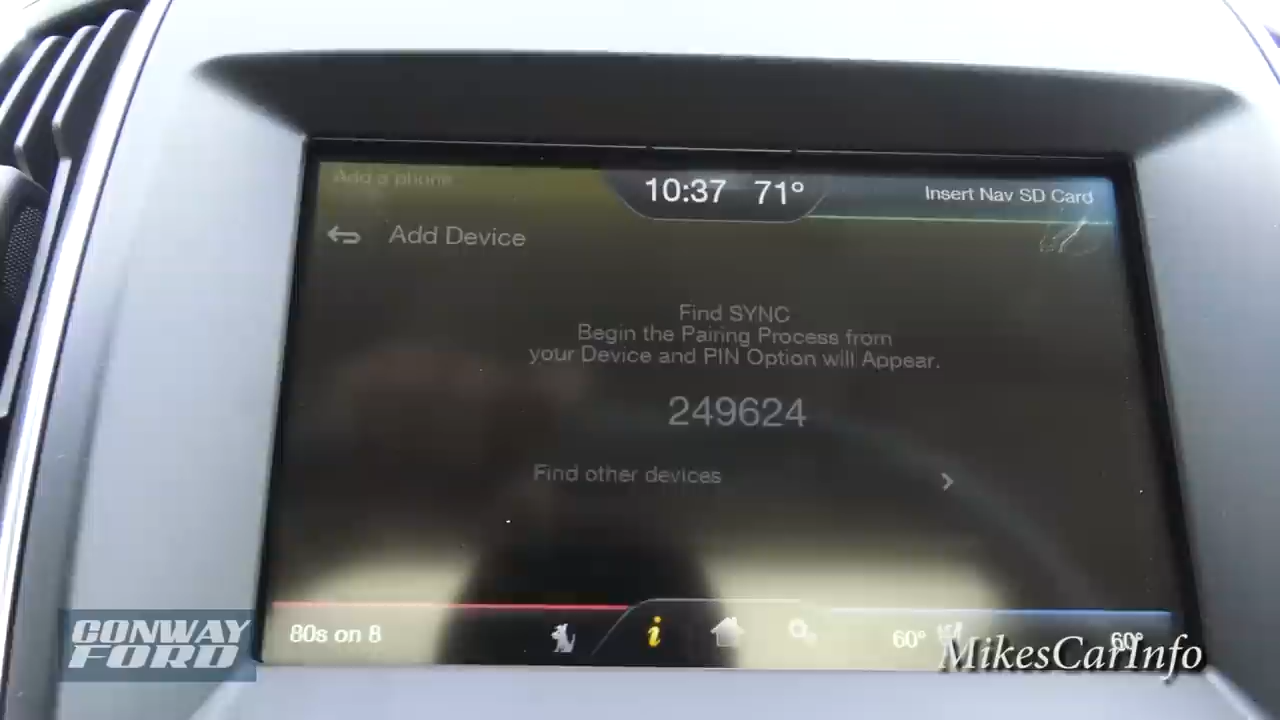 Add a phone
10:37 71°
Insert Nav SD Card
Add Device
Find SYNC
Begin the Pairing Process from
your Device and PIN Option will Appear.
249624
Find other devices
80s on 8
i
60°
60°
CONWAY
FORD
MikesCarInfo